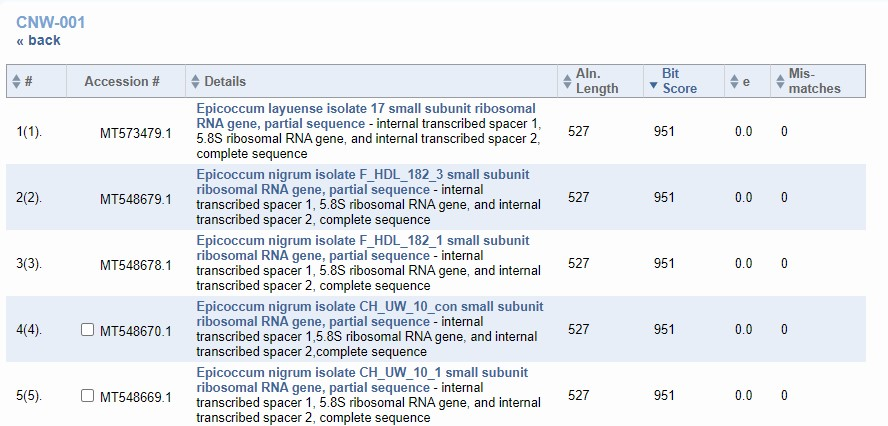 CNW-001
« back
# Accession # Details Aln. Length Bit Score e Mis-matches
1(1). MT573479.1 Epicoccum layuense isolate 17 small subunit ribosomal
RNA gene, partial sequence - internal transcribed spacer 1,
5.8S ribosomal RNA gene, and internal transcribed spacer 2,
complete sequence 527 951 0.0 0
2(2). MT548679.1 Epicoccum nigrum isolate F_HDL_182_3 small subunit
ribosomal RNA gene, partial sequence - internal
transcribed spacer 1, 5.8S ribosomal RNA gene, and internal
transcribed spacer 2, complete sequence 527 951 0.0 0
3(3). MT548678.1 Epicoccum nigrum isolate F_HDL_182_1 small subunit
ribosomal RNA gene, partial sequence - internal
transcribed spacer 1, 5.8S ribosomal RNA gene, and internal
transcribed spacer 2, complete sequence 527 951 0.0 0
4(4). MT548670.1 Epicoccum nigrum isolate CH_UW_10_con small subunit
ribosomal RNA gene, partial sequence - internal
transcribed spacer 1,5.8S ribosomal RNA gene, and internal
transcribed spacer 2,complete sequence 527 951 0.0 0
5(5). MT548669.1 Epicoccum nigrum isolate CH_UW_10_1 small subunit
ribosomal RNA gene, partial sequence - internal
transcribed spacer 1, 5.8S ribosomal RNA gene, and internal
transcribed spacer 2, complete sequence 527 951 0.0 0